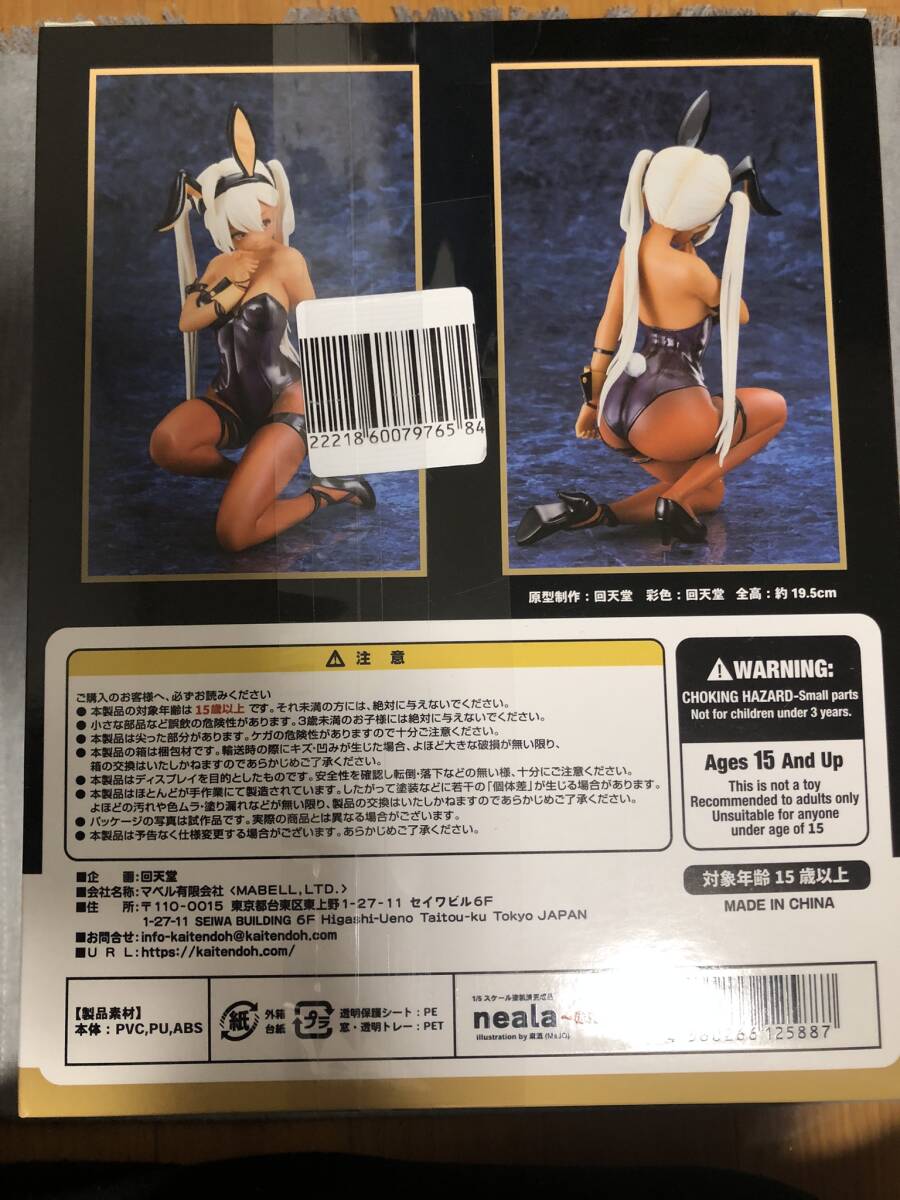 22218 60079765 84
原型制作：回天堂　彩色：回天堂　全高：約19.5cm
注　意
ご購入のお客様へ、必ずお読みください
● 本製品の対象年齢は 15歳以上 です。それ未満の方には、絶対に与えないでください。
● 小さな部品など誤飲の危険性があります。3歳未満のお子様には絶対に与えないでください。
● 本製品は尖った部分があります。ケガの危険性がありますので十分ご注意ください。
● 本製品の箱は梱包材です。輸送時の際にキズ・凹みが生じた場合、よほど大きな破損が無い限り、
箱の交換はいたしかねますのであらかじめご了承ください。
● 本製品はディスプレイを目的としたものです。安全性を確認し転倒・落下などの無い様、十分にご注意ください。
● 本製品はほとんどが手作業にて製造されています。したがって塗装などに若干の「個体差」が生じる場合があります。
よほどの汚れや色ムラ・塗り漏れなどが無い限り、製品の交換はいたしかねますのであらかじめご了承ください。
● パッケージの写真は試作品です。実際の商品とは異なる場合がございます。
● 本製品は予告なく仕様変更する場合がございます。あらかじめご了承ください。
WARNING:
CHOKING HAZARD-Small parts
Not for children under 3 years.
Ages 15 And Up
This is not a toy
Recommended to adults only
Unsuitable for anyone
under age of 15
対象年齢 15 歳以上
MADE IN CHINA
■企　画:回天堂
■会社名称:マベル有限会社 〈MABELL,LTD.〉
■住　所:〒110-0015 東京都台東区東上野1-27-11 セイワビル6F
1-27-11 SEIWA BUILDING 6F Higashi-Ueno Taitou-ku Tokyo JAPAN
■お問合せ:info-kaitendoh@kaitendoh.com
■U R L:https://kaitendoh.com/
【製品素材】
本体：PVC,PU,ABS
紙
外箱
台紙
プラ
透明保護シート：PE
窓・透明トレー：PET
1/5 スケール塗装済完成品
neala
illustration by 麻酒 (MaJO)
125887